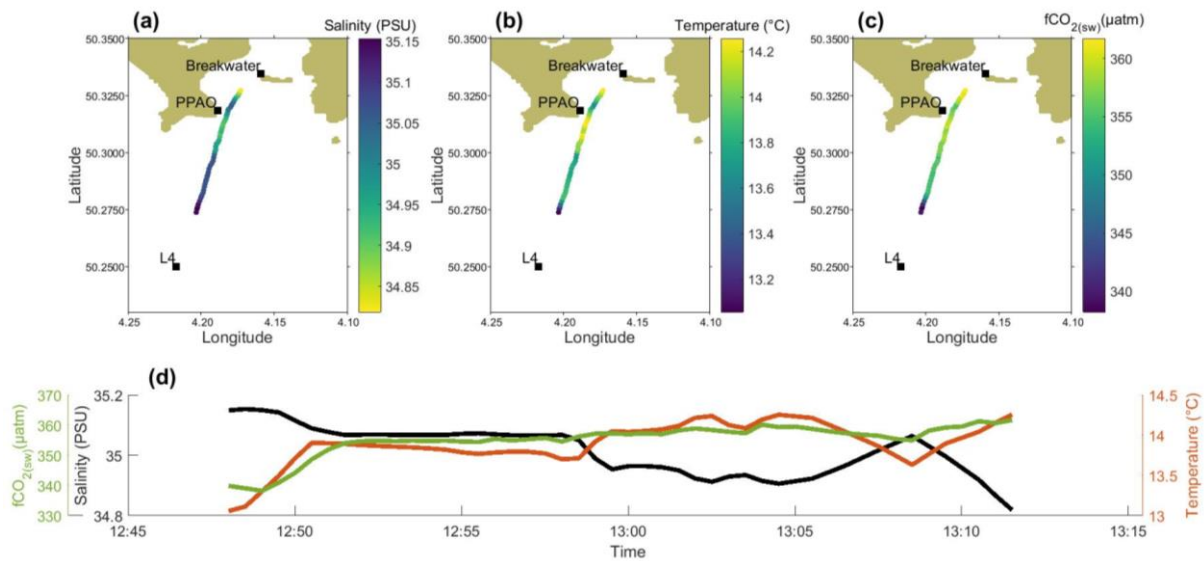 (a)
Salinity (PSU)
50.3500
50.3250
50.3000
50.2750
50.2500
Latitude
Breakwater
PPAO
L4
4.25
4.20
4.15
4.10
Longitude
35.15
35.1
35.05
35
34.95
34.9
34.85
(b)
Temperature (°C)
50.3500
50.3250
50.3000
50.2750
50.2500
Latitude
Breakwater
PPAO
L4
4.25
4.20
4.15
4.10
Longitude
14.2
14
13.8
13.6
13.4
13.2
(c)
fCO2(sw)(μatm)
50.3500
50.3250
50.3000
50.2750
50.2500
Latitude
Breakwater
PPAO
L4
4.25
4.20
4.15
4.10
Longitude
360
355
350
345
340
(d)
fCO2(sw)(μatm)
370
360
350
340
330
Salinity (PSU)
35.2
35
34.8
12:45
12:50
12:55
13:00
13:05
13:10
13:15
Time
14.5
14
13.5
13
Temperature (°C)